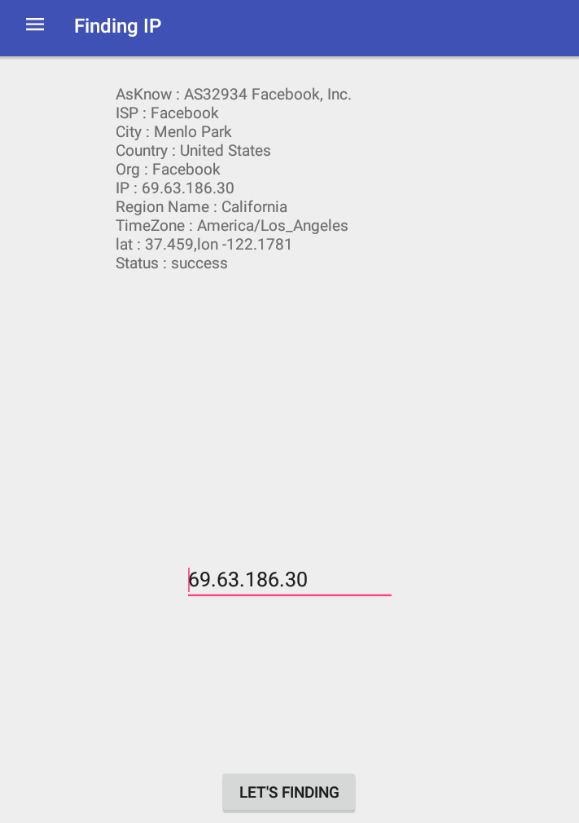 Finding IP
AsKnow : AS32934 Facebook, Inc.
ISP : Facebook
City : Menlo Park
Country : United States
Org : Facebook
IP : 69.63.186.30
Region Name : California
TimeZone : America/Los_Angeles
lat : 37.459,lon -122.1781
Status : success
69.63.186.30
LET'S FINDING